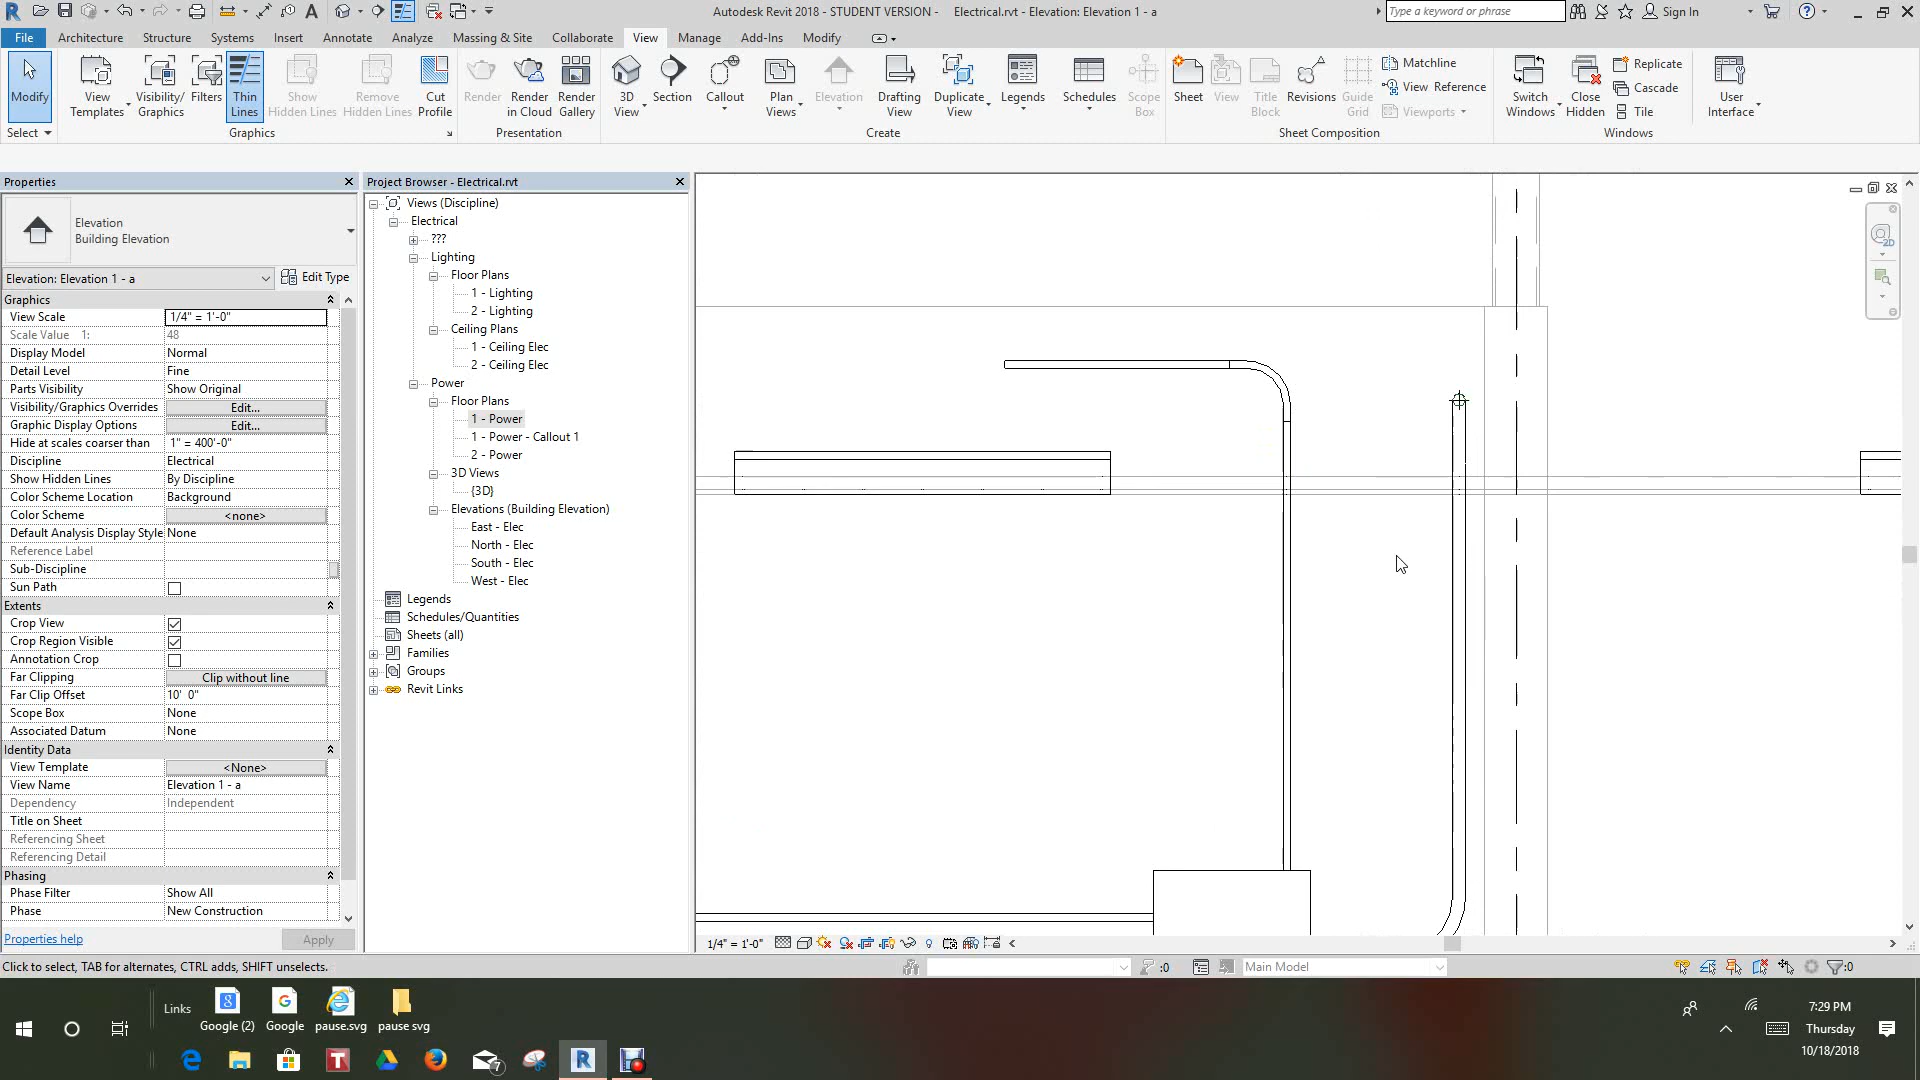 Autodesk Revit 2018 - STUDENT VERSION - Electrical.rvt - Elevation: Elevation 1 - a
Type a keyword or phrase
Sign In
File Architecture Structure Systems Insert Annotate Analyze Massing & Site Collaborate View Manage Add-Ins Modify
Modify
View Templates
Visibility/ Graphics
Filters
Thin Lines
Show Hidden Lines
Remove Hidden Lines
Cut Profile
Render
Render in Cloud
Render Gallery
3D View
Section
Callout
Plan Views
Elevation
Drafting View
Duplicate View
Legends
Schedules
Scope Box
Sheet
View
Title Block
Revisions
Guide Grid
Matchline
View Reference
Viewports
Switch Windows
Close Hidden
Replicate
Cascade
Tile
User Interface
Select Graphics Presentation Create Sheet Composition Windows
Properties
Elevation
Building Elevation
Elevation: Elevation 1 - a Edit Type
Graphics
View Scale 1/4" = 1'-0"
Scale Value 1: 48
Display Model Normal
Detail Level Fine
Parts Visibility Show Original
Visibility/Graphics Overrides Edit...
Graphic Display Options Edit...
Hide at scales coarser than 1" = 400'-0"
Discipline Electrical
Show Hidden Lines By Discipline
Color Scheme Location Background
Color Scheme <none>
Default Analysis Display Style None
Reference Label
Sub-Discipline
Sun Path
Extents
Crop View
Crop Region Visible
Annotation Crop
Far Clipping Clip without line
Far Clip Offset 10' 0"
Scope Box None
Associated Datum None
Identity Data
View Template <None>
View Name Elevation 1 - a
Dependency Independent
Title on Sheet
Referencing Sheet
Referencing Detail
Phasing
Phase Filter Show All
Phase New Construction
Properties help Apply
Project Browser - Electrical.rvt
Views (Discipline)
Electrical
???
Lighting
Floor Plans
1 - Lighting
2 - Lighting
Ceiling Plans
1 - Ceiling Elec
2 - Ceiling Elec
Power
Floor Plans
1 - Power
1 - Power - Callout 1
2 - Power
3D Views
{3D}
Elevations (Building Elevation)
East - Elec
North - Elec
South - Elec
West - Elec
Legends
Schedules/Quantities
Sheets (all)
Families
Groups
Revit Links
2D
1/4" = 1'-0"
Click to select, TAB for alternates, CTRL adds, SHIFT unselects.
:0
Main Model
:0
Links
Google (2)
Google
pause.svg
pause svg
7
7:29 PM
Thursday
10/18/2018